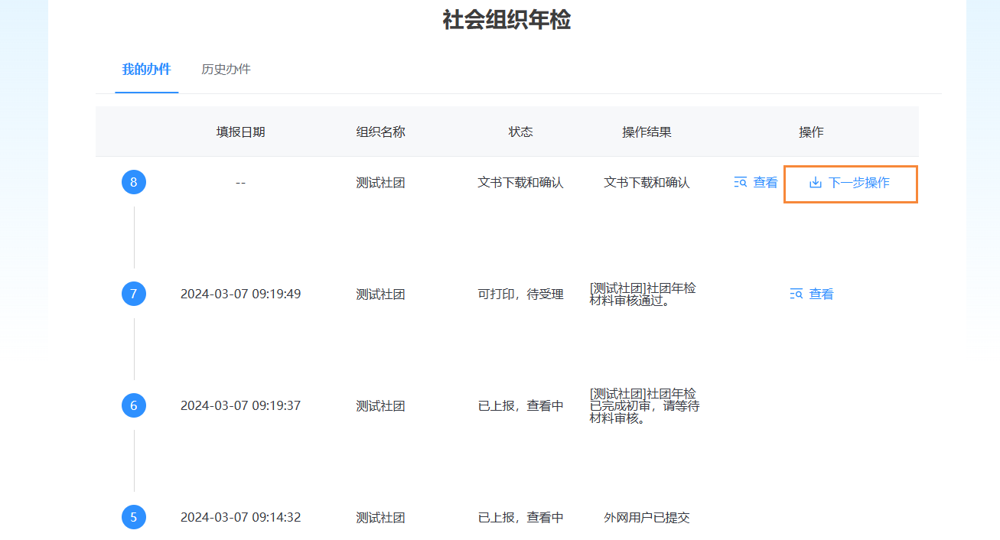 社会组织年检
我的办件 历史办件
填报日期 组织名称 状态 操作结果 操作
8 -- 测试社团 文书下载和确认 文书下载和确认 查看 下一步操作
7 2024-03-07 09:19:49 测试社团 可打印，待受理 [测试社团]社团年检
材料审核通过。 查看
6 2024-03-07 09:19:37 测试社团 已上报，查看中 [测试社团]社团年检
已完成初审，请等待
材料审核。
5 2024-03-07 09:14:32 测试社团 已上报，查看中 外网用户已提交